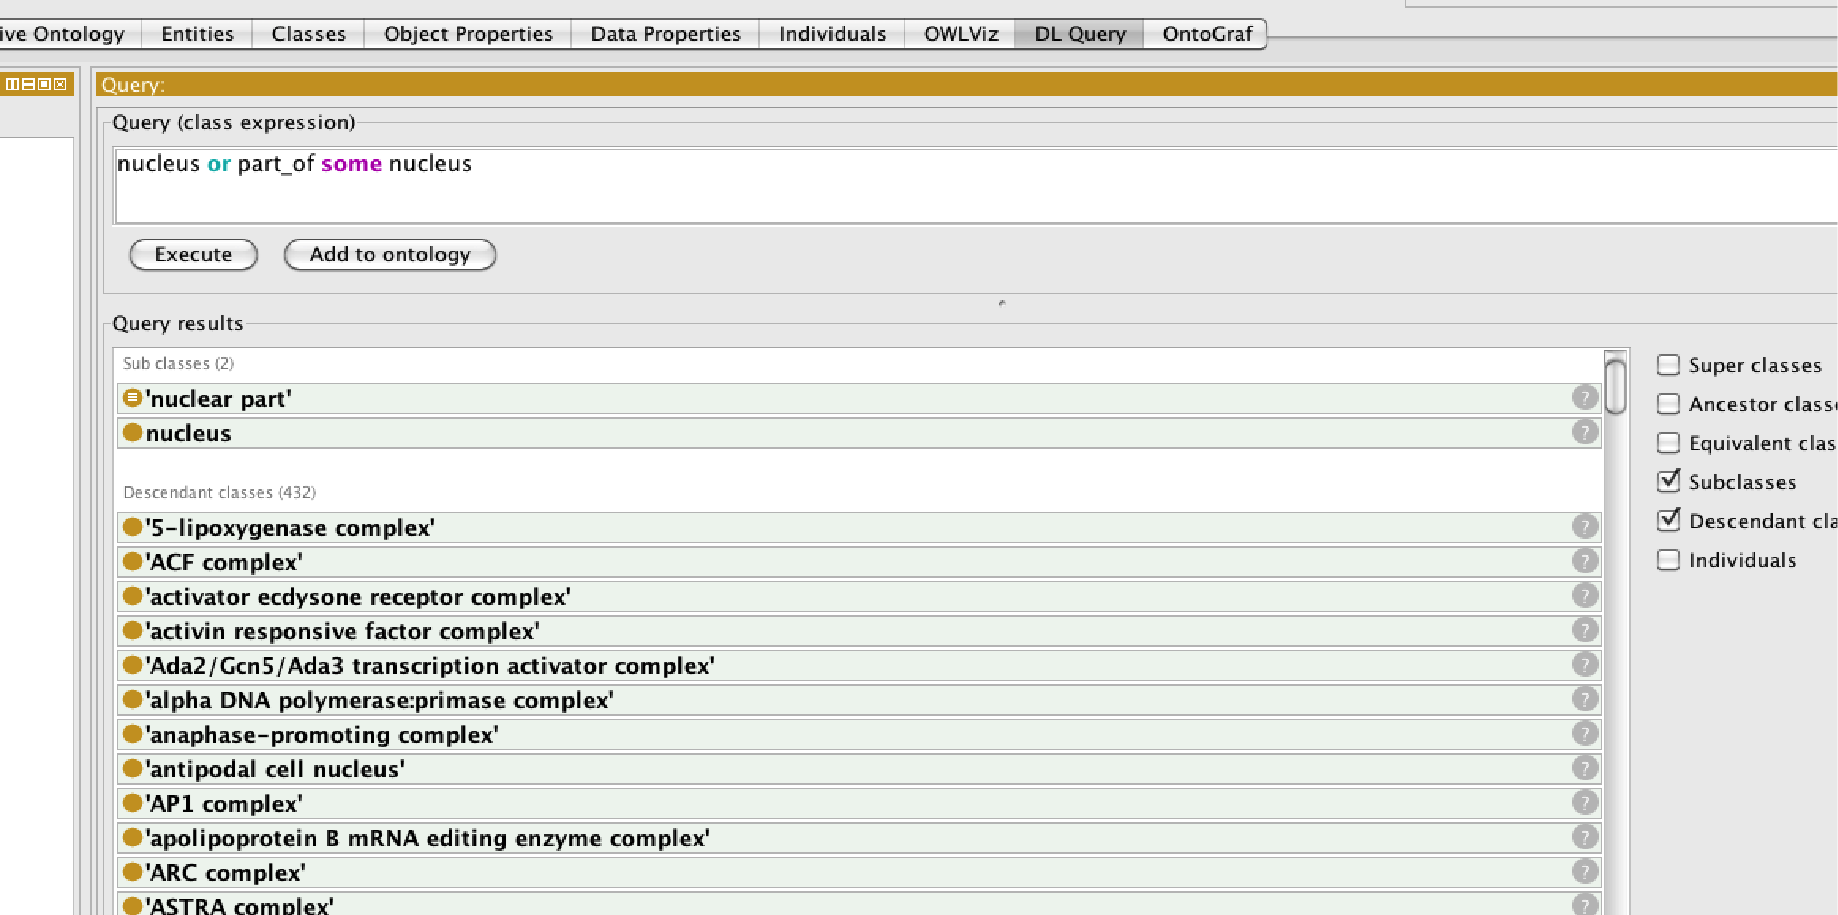 ive Ontology Entities Classes Object Properties Data Properties Individuals OWLViz DL Query OntoGraf
Query:
Query (class expression)
nucleus or part_of some nucleus
Execute Add to ontology
Query results
Sub classes (2)
'nuclear part' ?
nucleus ?
Descendant classes (432)
'5-lipoxygenase complex' ?
'ACF complex' ?
'activator ecdysone receptor complex' ?
'activin responsive factor complex' ?
'Ada2/Gcn5/Ada3 transcription activator complex' ?
'alpha DNA polymerase:primase complex' ?
'anaphase-promoting complex' ?
'antipodal cell nucleus' ?
'AP1 complex' ?
'apolipoprotein B mRNA editing enzyme complex' ?
'ARC complex' ?
'ASTRA complex' ?
Super classes
Ancestor class
Equivalent clas
Subclasses
Descendant cla
Individuals